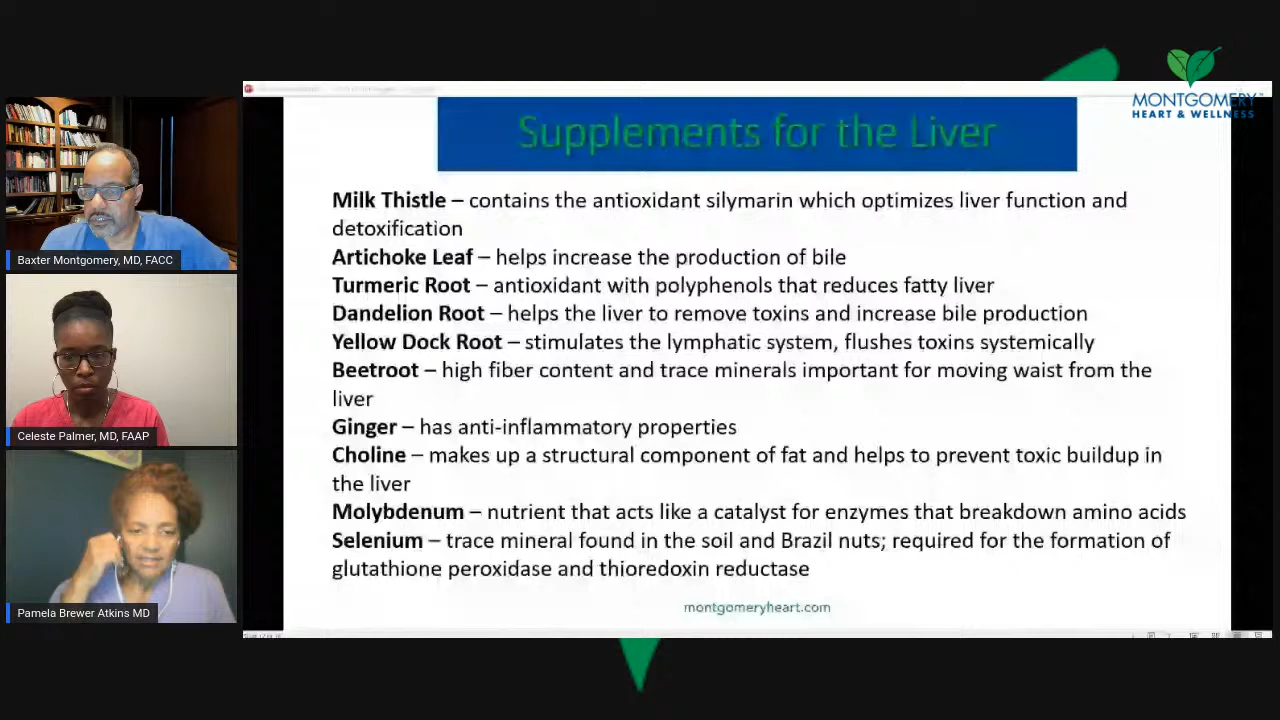 MONTGOMERY
HEART & WELLNESS
Supplements for the Liver
Milk Thistle – contains the antioxidant silymarin which optimizes liver function and
detoxification
Artichoke Leaf – helps increase the production of bile
Turmeric Root – antioxidant with polyphenols that reduces fatty liver
Dandelion Root – helps the liver to remove toxins and increase bile production
Yellow Dock Root – stimulates the lymphatic system, flushes toxins systemically
Beetroot – high fiber content and trace minerals important for moving waist from the
liver
Ginger – has anti-inflammatory properties
Choline – makes up a structural component of fat and helps to prevent toxic buildup in
the liver
Molybdenum – nutrient that acts like a catalyst for enzymes that breakdown amino acids
Selenium – trace mineral found in the soil and Brazil nuts; required for the formation of
glutathione peroxidase and thioredoxin reductase
montgomeryheart.com
Baxter Montgomery, MD, FACC
Celeste Palmer, MD, FAAP
Pamela Brewer Atkins MD